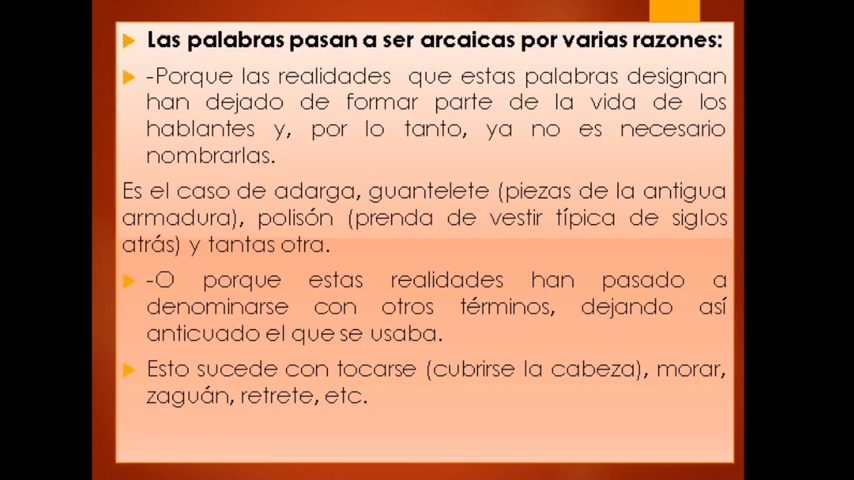 Las palabras pasan a ser arcaicas por varias razones:
-Porque las realidades que estas palabras designan
han dejado de formar parte de la vida de los
hablantes y, por lo tanto, ya no es necesario
nombrarlas.
Es el caso de adarga, guantelete (piezas de la antigua
armadura), polisón (prenda de vestir típica de siglos
atrás) y tantas otra.
-O porque estas realidades han pasado a
denominarse con otros términos, dejando así
anticuado el que se usaba.
Esto sucede con tocarse (cubrirse la cabeza), morar,
zaguán, retrete, etc.